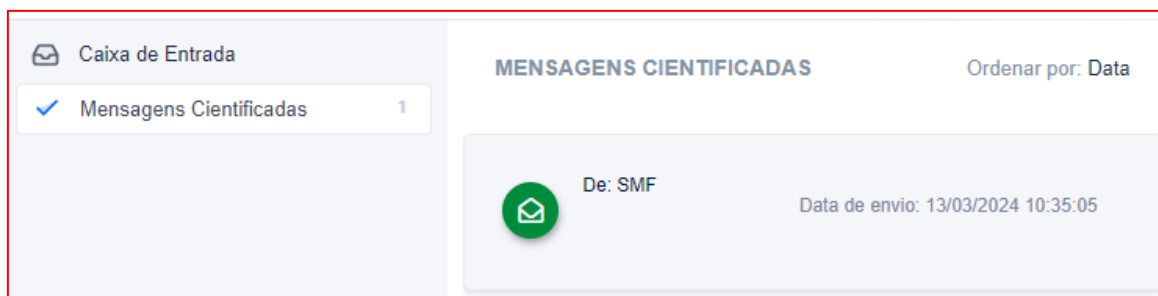 Caixa de Entrada
Mensagens Cientificadas 1
MENSAGENS CIENTIFICADAS Ordenar por: Data
De: SMF
Data de envio: 13/03/2024 10:35:05